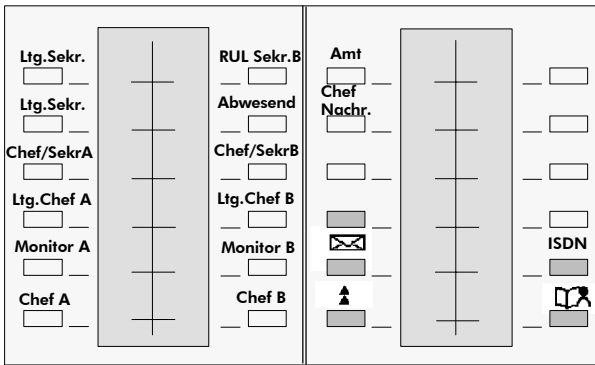 Ltg.Sekr.
RUL Sekr.B
Ltg.Sekr.
Abwesend
Chef/SekrA
Chef/SekrB
Ltg.Chef A
Ltg.Chef B
Monitor A
Monitor B
Chef A
Chef B
Amt
Chef
Nachr.
ISDN